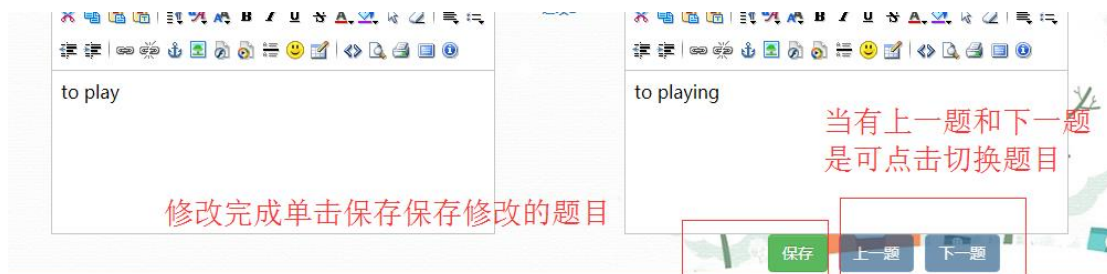 to play
to playing
当有上一题和下一题
是可点击切换题目
修改完成单击保存保存修改的题目
保存
上一题
下一题